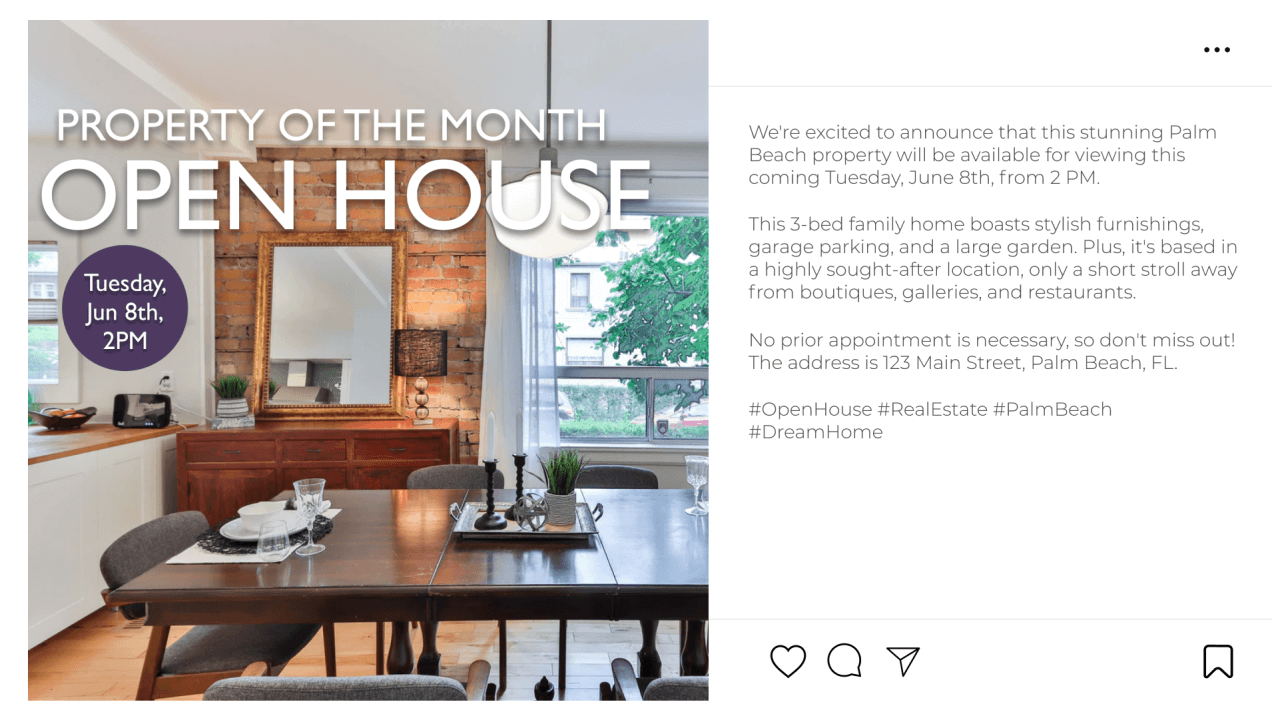 PROPERTY OF THE MONTH
OPEN HOUSE
Tuesday,
Jun 8th,
2PM
We're excited to announce that this stunning Palm
Beach property will be available for viewing this
coming Tuesday, June 8th, from 2 PM.
This 3-bed family home boasts stylish furnishings,
garage parking, and a large garden. Plus, it's based in
a highly sought-after location, only a short stroll away
from boutiques, galleries, and restaurants.
No prior appointment is necessary, so don't miss out!
The address is 123 Main Street, Palm Beach, FL.
#OpenHouse #RealEstate #PalmBeach
#DreamHome